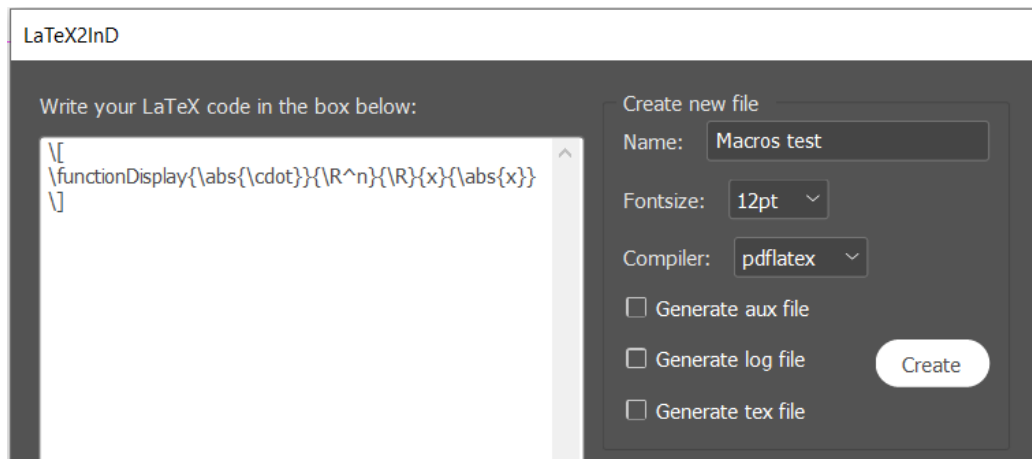 LaTeX2InD
Write your LaTeX code in the box below:
\[
\functionDisplay{\abs{\cdot}}{\R^n}{\R}{x}{\abs{x}}
\]
Create new file
Name: Macros test
Fontsize: 12pt
Compiler: pdflatex
Generate aux file
Generate log file
Create
Generate tex file